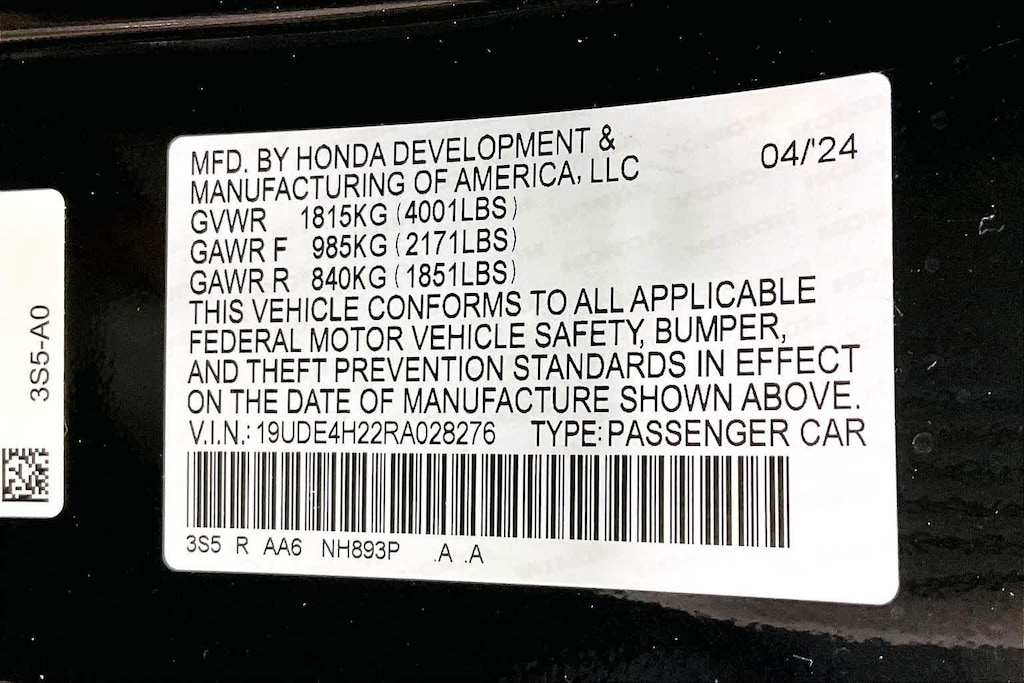 MFD. BY HONDA DEVELOPMENT &
MANUFACTURING OF AMERICA, LLC
04/'24
GVWR 1815KG (4001LBS)
GAWR F 985KG (2171LBS)
GAWR R 840KG (1851LBS)
THIS VEHICLE CONFORMS TO ALL APPLICABLE
FEDERAL MOTOR VEHICLE SAFETY, BUMPER,
AND THEFT PREVENTION STANDARDS IN EFFECT
ON THE DATE OF MANUFACTURE SHOWN ABOVE.
V.I.N.: 19UDE4H22RA028276 TYPE: PASSENGER CAR
3S5 R AA6 NH893P .A .A
3S5-A0